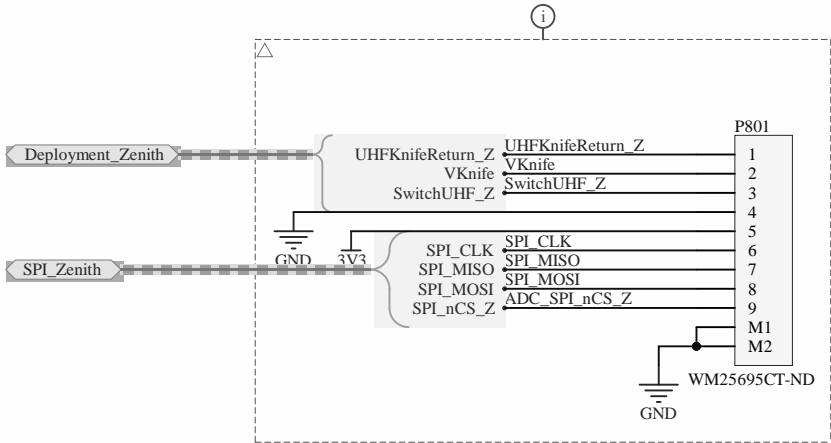 i
P801
Deployment_Zenith
UHFKnifeReturn_Z UHFKnifeReturn_Z 1
VKnife VKnife 2
SwitchUHF_Z SwitchUHF_Z 3
4
GND 3V3 5
SPI_Zenith
SPI_CLK SPI_CLK 6
SPI_MISO SPI_MISO 7
SPI_MOSI SPI_MOSI 8
SPI_nCS_Z ADC_SPI_nCS_Z 9
M1
M2
WM25695CT-ND
GND